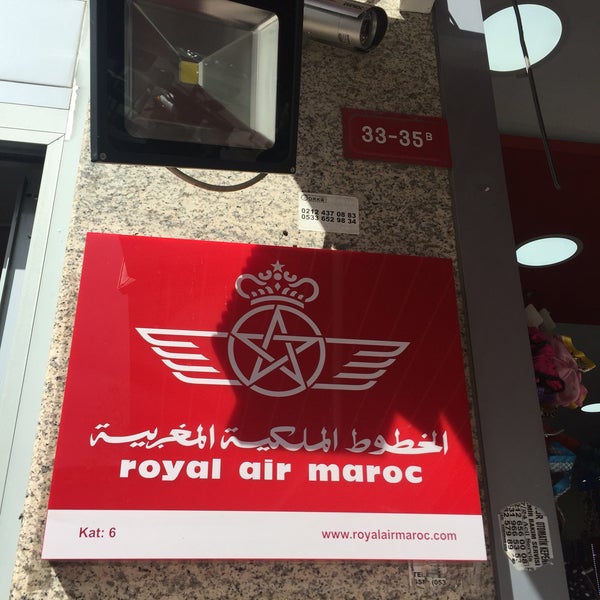 33-35B
0212 437 08 83
0533 652 98 34
الخطوط الملكية المغربية
royal air maroc
Kat: 6
www.royalairmaroc.com